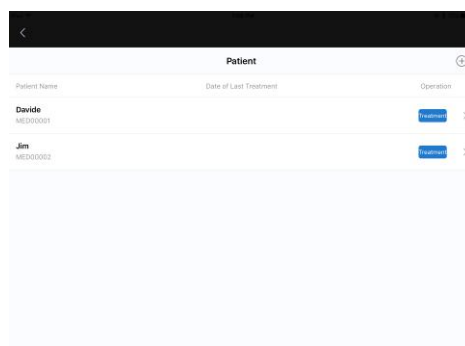 Patient
Patient Name Date of Last Treatment Operation
Davide
MED00001
Treatment
Jim
MED00002
Treatment